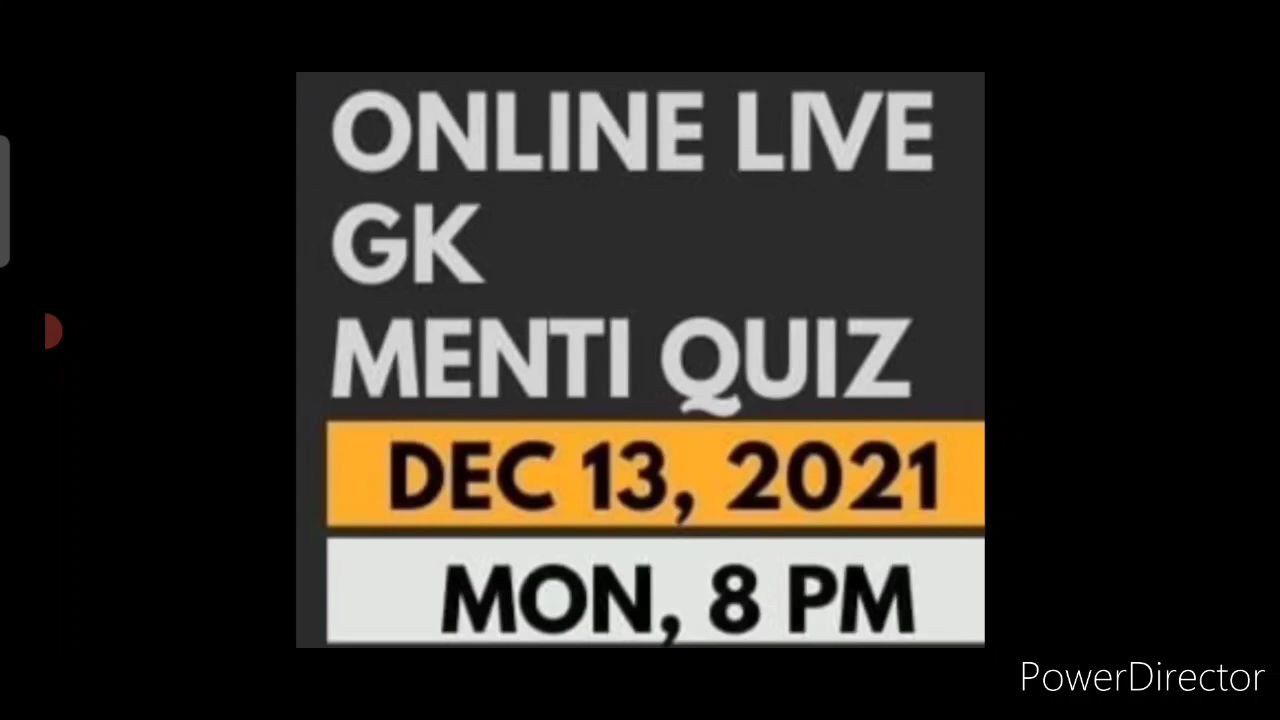 ONLINE LIVE
GK
MENTI QUIZ
DEC 13, 2021
MON, 8 PM
PowerDirector